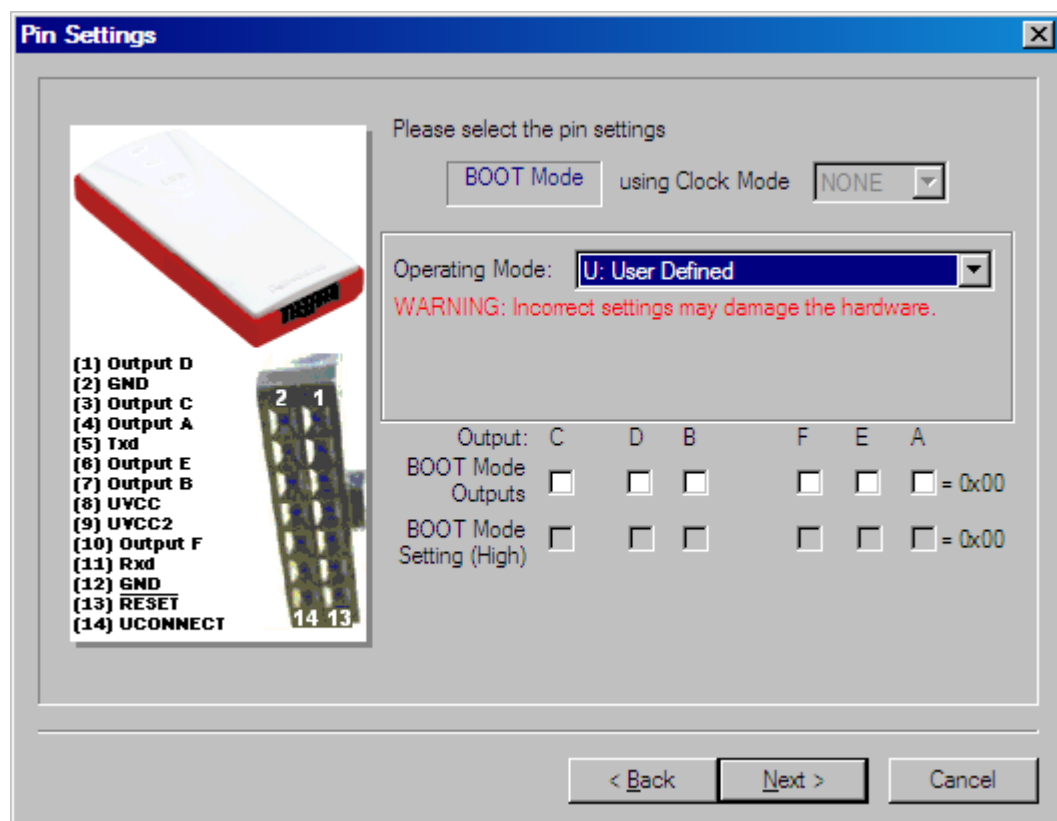 Pin Settings
Please select the pin settings
BOOT Mode using Clock Mode NONE
Operating Mode: U: User Defined
WARNING: Incorrect settings may damage the hardware.
(1) Output D
(2) GND
(3) Output C
(4) Output A
(5) Txd
(6) Output E
(7) Output B
(8) UVCC
(9) UVCC2
(10) Output F
(11) Rxd
(12) GND
(13) RESET
(14) UCONNECT
2 1
14 13
Output: C D B F E A
BOOT Mode
Outputs = 0x00
BOOT Mode
Setting (High) = 0x00
< Back Next > Cancel